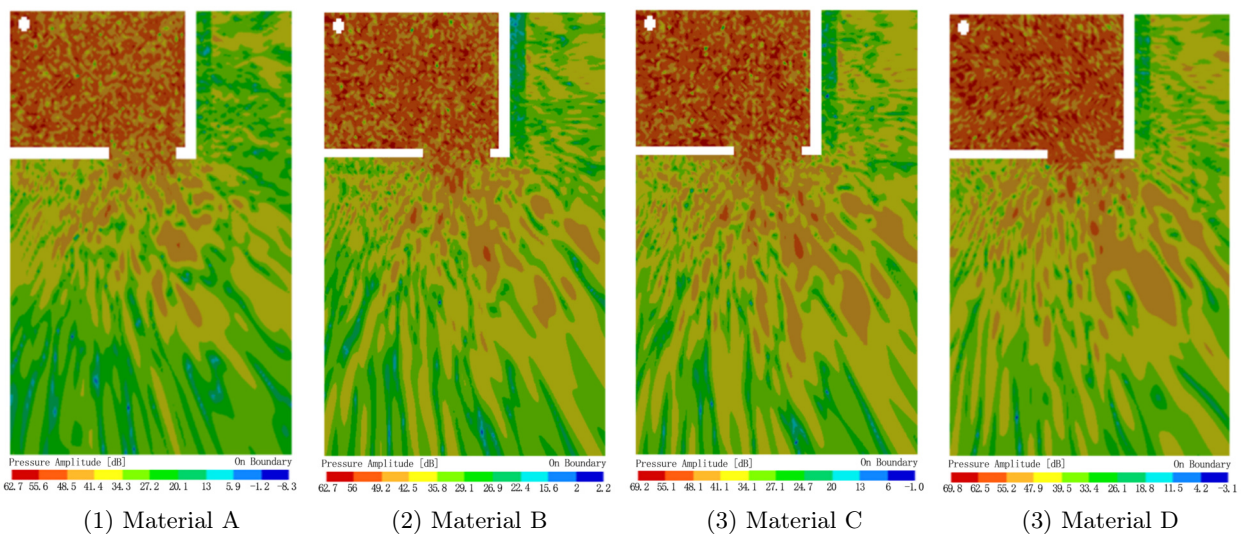 Pressure Amplitude [dB] On Boundary
62.7 55.6 48.5 41.4 34.3 27.2 20.1 13 5.9 -1.2 -8.3
(1) Material A
Pressure Amplitude [dB] On Boundary
62.7 56 49.2 42.5 35.8 29.1 26.9 22.4 15.6 2 2.2
(2) Material B
Pressure Amplitude [dB] On Boundary
69.2 55.1 48.1 41.1 34.1 27.1 24.7 20 13 6 -1.0
(3) Material C
Pressure Amplitude [dB] On Boundary
69.8 62.5 55.2 47.9 39.5 33.4 26.1 18.8 11.5 4.2 -3.1
(3) Material D